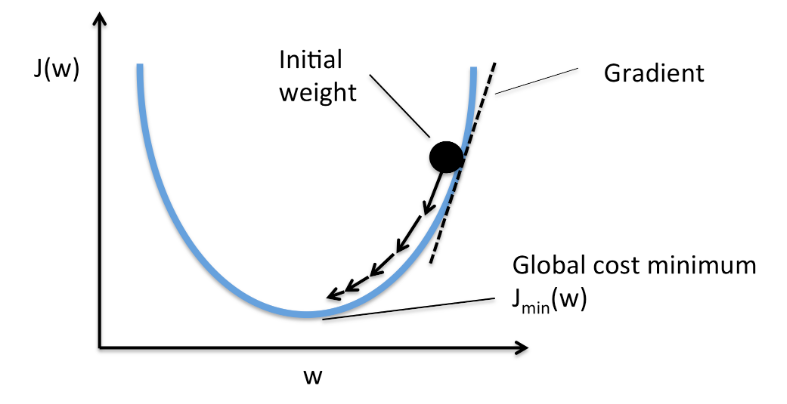 J(w)
Initial
weight
Gradient
Global cost minimum
Jmin(w)
w